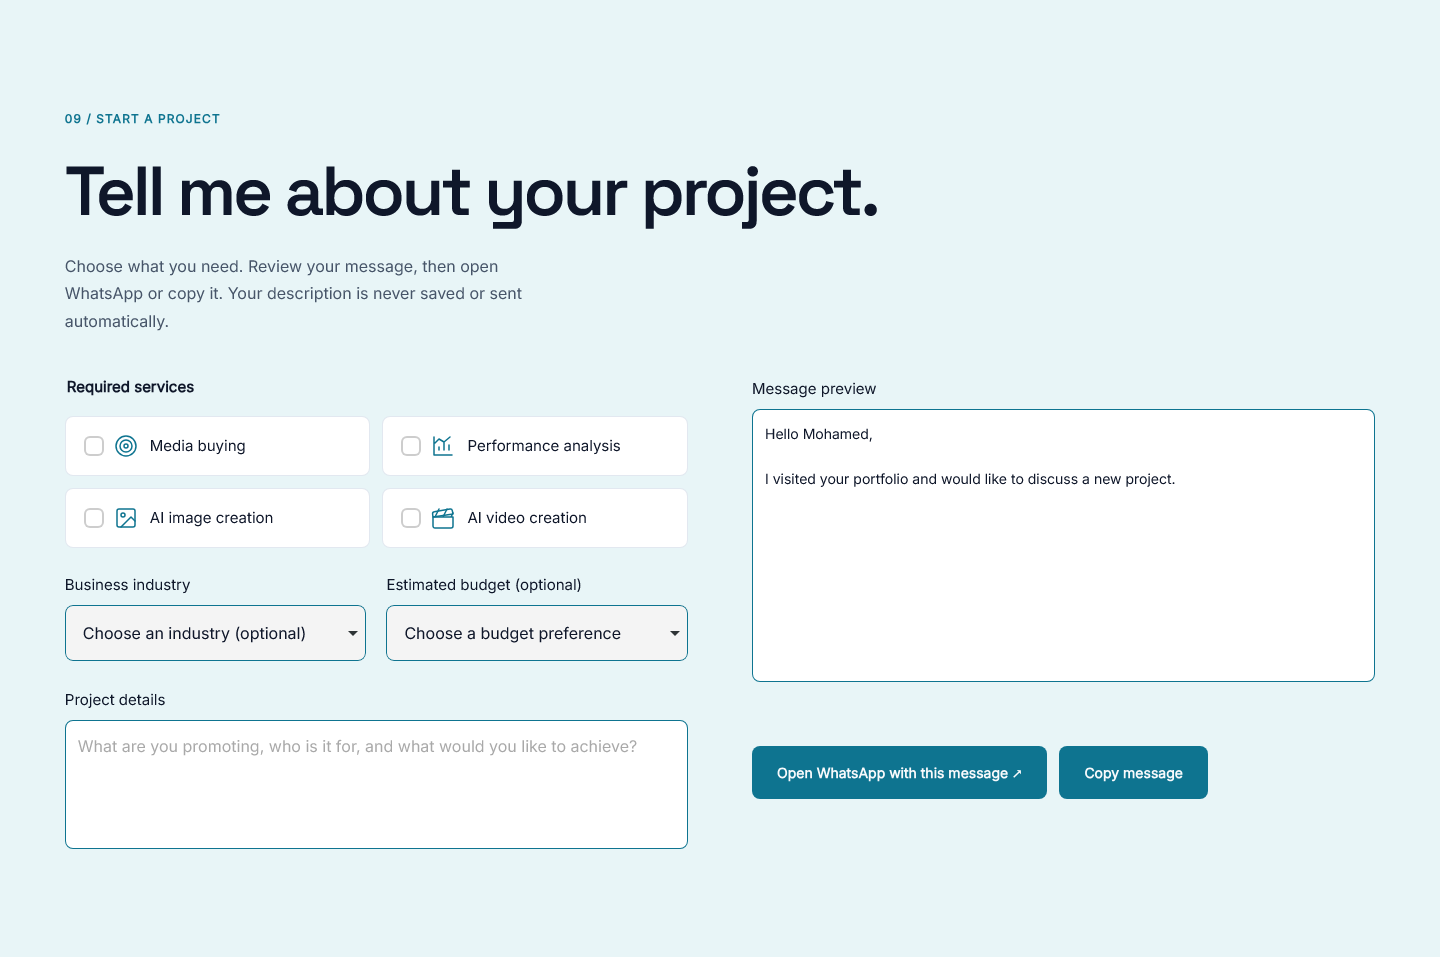 09 / START A PROJECT
Tell me about your project.
Choose what you need. Review your message, then open
WhatsApp or copy it. Your description is never saved or sent
automatically.
Required services
Media buying
Performance analysis
AI image creation
AI video creation
Business industry
Estimated budget (optional)
Choose an industry (optional)
Choose a budget preference
Project details
What are you promoting, who is it for, and what would you like to achieve?
Message preview
Hello Mohamed,
I visited your portfolio and would like to discuss a new project.
Open WhatsApp with this message ↗
Copy message